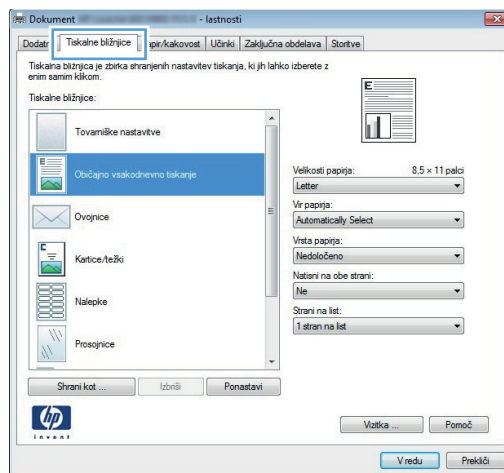 Dokument - lastnosti
Tiskalne bližnjice
pir/kakovost
Učinki
Zaključna obdelava
Storitve
Tiskalna bližnjica je zbirka shranjenih nastavitev tiskanja, ki jih lahko izberete z
enim samim klikom.
Tiskalne bližnjice:
Tovarniške nastavitve
Običajno vsakodnevno tiskanje
Ovojnice
Kartice/težki
Nalepke
Prosojnice
Shrani kot ...
Izbriši
Ponastavi
E
Velikosti papirja:
8,5 × 11 palci
Letter
Vir papirja:
Automatically Select
Vrsta papirja:
Nedoločeno
Natisni na obe strani:
Ne
Strani na list:
1 stran na list
hp
invent
Vizitka ...
Pomoč
V redu
Prekliči